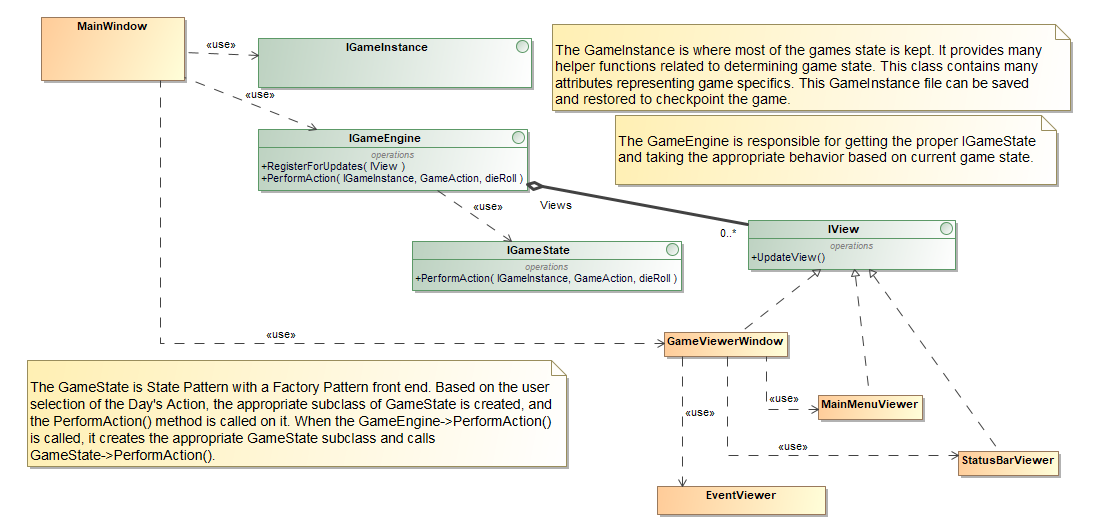 MainWindow
«use»
IGameInstance
The GameInstance is where most of the games state is kept. It provides many
helper functions related to determining game state. This class contains many
attributes representing game specifics. This GameInstance file can be saved
and restored to checkpoint the game.
«use»
IGameEngine
operations
+RegisterForUpdates( IView )
+PerformAction( IGameInstance, GameAction, dieRoll )
The GameEngine is responsible for getting the proper IGameState
and taking the appropriate behavior based on current game state.
«use»
Views
0..*
IView
operations
+UpdateView()
IGameState
operations
+PerformAction( IGameInstance, GameAction, dieRoll )
«use»
GameViewerWindow
The GameState is State Pattern with a Factory Pattern front end. Based on the user
selection of the Day's Action, the appropriate subclass of GameState is created, and
the PerformAction() method is called on it. When the GameEngine->PerformAction()
is called, it creates the appropriate GameState subclass and calls
GameState->PerformAction().
«use»
«use»
MainMenuViewer
«use»
StatusBarViewer
EventViewer